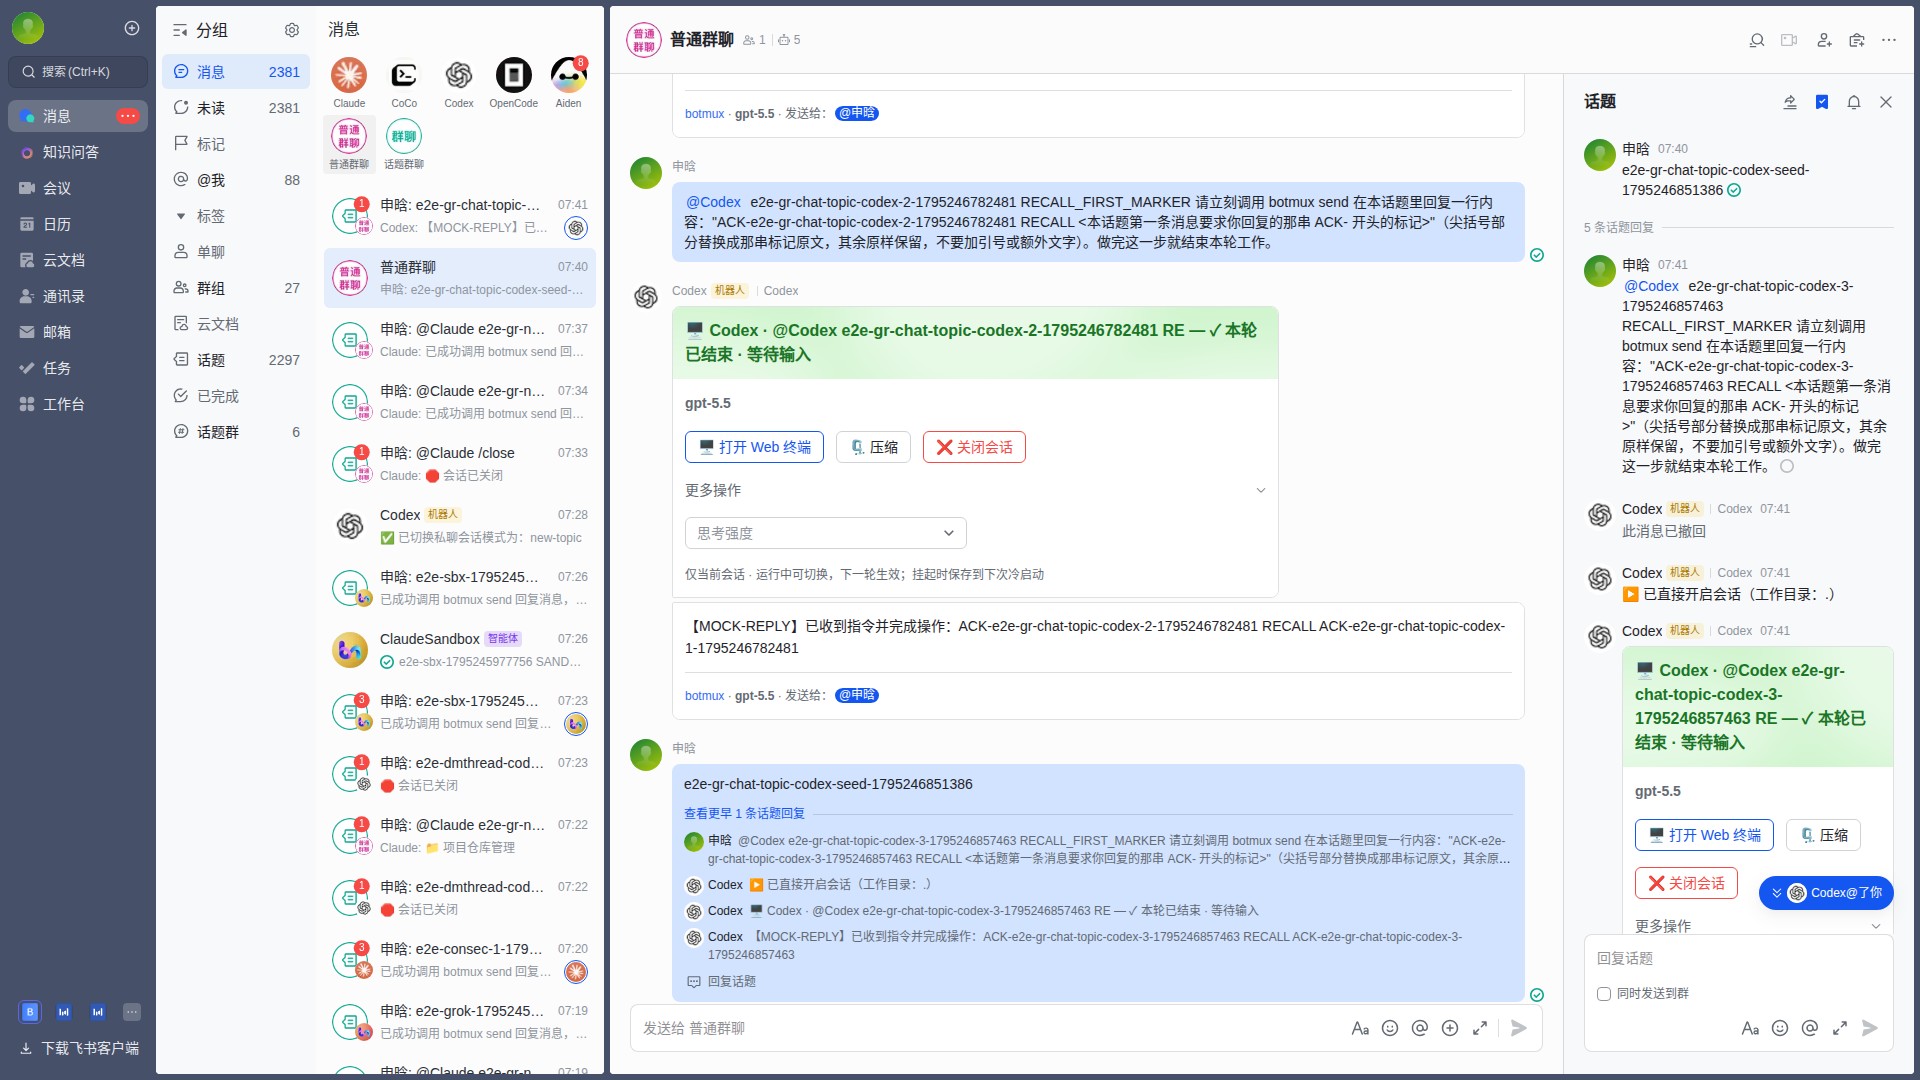 搜索 (Ctrl+K)
消息
知识问答
会议
日历
云文档
通讯录
邮箱
任务
工作台
下载飞书客户端
分组
消息 2381
未读 2381
标记
@我 88
标签
单聊
群组 27
云文档
话题 2297
已完成
话题群 6
消息
Claude
CoCo
Codex
OpenCode
8
Aiden
普通群聊
普通群聊
群聊
话题群聊
1
申晗: e2e-gr-chat-topic-... 07:41
Codex: 【MOCK-REPLY】已...
普通群聊 07:40
申晗: e2e-gr-chat-topic-codex-seed-...
申晗: @Claude e2e-gr-n... 07:37
Claude: 已成功调用 botmux send 回...
申晗: @Claude e2e-gr-n... 07:34
Claude: 已成功调用 botmux send 回...
1
申晗: @Claude /close 07:33
Claude: 🛑 会话已关闭
Codex 机器人 07:28
✅ 已切换私聊会话模式为：new-topic
申晗: e2e-sbx-1795245... 07:26
已成功调用 botmux send 回复消息，...
ClaudeSandbox 智能体 07:26
e2e-sbx-1795245977756 SAND...
3
申晗: e2e-sbx-1795245... 07:23
已成功调用 botmux send 回复...
1
申晗: e2e-dmthread-cod... 07:23
🛑 会话已关闭
1
申晗: @Claude e2e-gr-n... 07:22
Claude: 📁 项目仓库管理
1
申晗: e2e-dmthread-cod... 07:22
🛑 会话已关闭
3
申晗: e2e-consec-1-179... 07:20
已成功调用 botmux send 回复...
申晗: e2e-grok-1795245... 07:19
已成功调用 botmux send 回复消息，...
申晗: @Claude e2e-gr-n... 07:19
普通群聊
普通群聊 1 5
botmux · gpt-5.5 · 发送给： @申晗
申晗
@Codex e2e-gr-chat-topic-codex-2-1795246782481 RECALL_FIRST_MARKER 请立刻调用 botmux send 在本话题里回复一行内
容："ACK-e2e-gr-chat-topic-codex-2-1795246782481 RECALL <本话题第一条消息要求你回复的那串 ACK- 开头的标记>"（尖括号部
分替换成那串标记原文，其余原样保留，不要加引号或额外文字）。做完这一步就结束本轮工作。
Codex 机器人 Codex
🖥️ Codex · @Codex e2e-gr-chat-topic-codex-2-1795246782481 RE — ✓ 本轮
已结束 · 等待输入
gpt-5.5
🖥️ 打开 Web 终端
🗜️ 压缩
❌ 关闭会话
更多操作
思考强度
仅当前会话 · 运行中可切换，下一轮生效；挂起时保存到下次冷启动
【MOCK-REPLY】已收到指令并完成操作：ACK-e2e-gr-chat-topic-codex-2-1795246782481 RECALL ACK-e2e-gr-chat-topic-codex-
1-1795246782481
botmux · gpt-5.5 · 发送给： @申晗
申晗
e2e-gr-chat-topic-codex-seed-1795246851386
查看更早 1 条话题回复
申晗 @Codex e2e-gr-chat-topic-codex-3-1795246857463 RECALL_FIRST_MARKER 请立刻调用 botmux send 在本话题里回复一行内容："ACK-e2e-
gr-chat-topic-codex-3-1795246857463 RECALL <本话题第一条消息要求你回复的那串 ACK- 开头的标记>"（尖括号部分替换成那串标记原文，其余原...
Codex ▶️ 已直接开启会话（工作目录：.）
Codex 🖥️ Codex · @Codex e2e-gr-chat-topic-codex-3-1795246857463 RE — ✓ 本轮已结束 · 等待输入
Codex 【MOCK-REPLY】已收到指令并完成操作：ACK-e2e-gr-chat-topic-codex-3-1795246857463 RECALL ACK-e2e-gr-chat-topic-codex-3-
1795246857463
回复话题
发送给 普通群聊
话题
申晗 07:40
e2e-gr-chat-topic-codex-seed-
1795246851386
5 条话题回复
申晗 07:41
@Codex e2e-gr-chat-topic-codex-3-
1795246857463
RECALL_FIRST_MARKER 请立刻调用
botmux send 在本话题里回复一行内
容："ACK-e2e-gr-chat-topic-codex-3-
1795246857463 RECALL <本话题第一条消
息要求你回复的那串 ACK- 开头的标记
>"（尖括号部分替换成那串标记原文，其余
原样保留，不要加引号或额外文字）。做完
这一步就结束本轮工作。
Codex 机器人 Codex 07:41
此消息已撤回
Codex 机器人 Codex 07:41
▶️ 已直接开启会话（工作目录：.）
Codex 机器人 Codex 07:41
🖥️ Codex · @Codex e2e-gr-
chat-topic-codex-3-
1795246857463 RE — ✓ 本轮已
结束 · 等待输入
gpt-5.5
🖥️ 打开 Web 终端
🗜️ 压缩
❌ 关闭会话
Codex@了你
更多操作
回复话题
同时发送到群